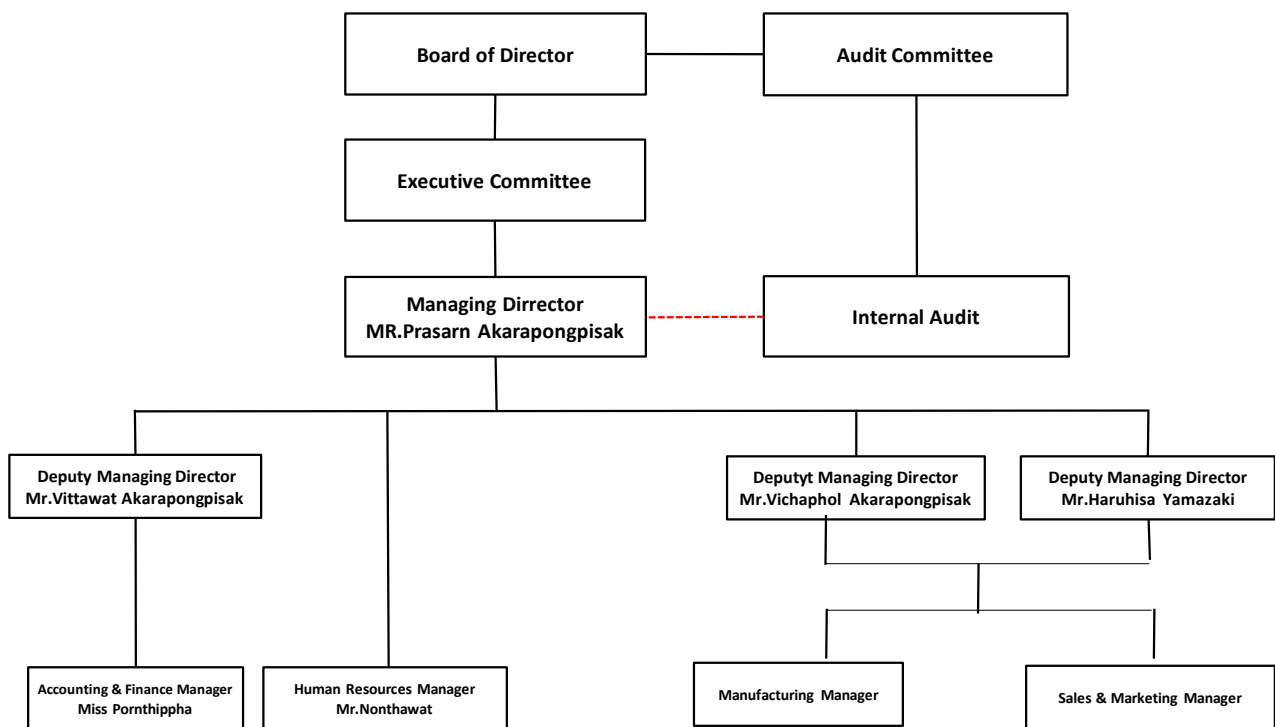 Board of Director
Audit Committee
Executive Committee
Managing Dirrector
MR.Prasarn Akarapongpisak
Internal Audit
Deputy Managing Director
Mr.Vittawat Akarapongpisak
Deputyt Managing Director
Mr.Vichaphol Akarapongpisak
Deputy Managing Director
Mr.Haruhisa Yamazaki
Accounting & Finance Manager
Miss Pornthippha
Human Resources Manager
Mr.Nonthawat
Manufacturing Manager
Sales & Marketing Manager